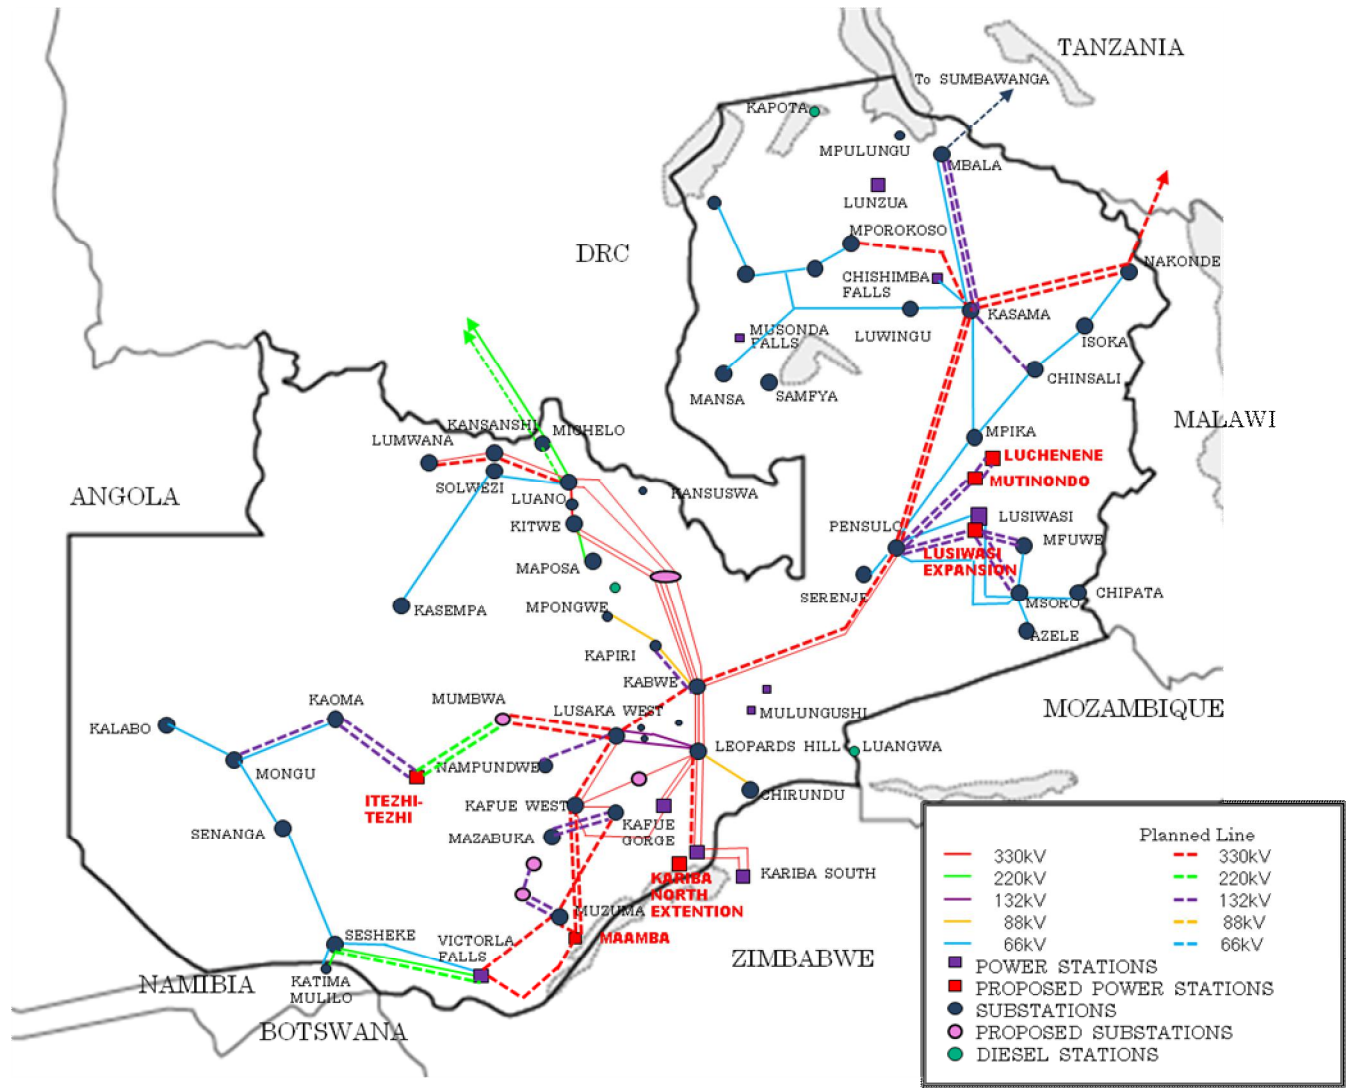 TANZANIA
To SUMBAWANGA
KAPOTA
MPULUNGU
MBALA
LUNZUA
MPOROKOSO
DRC
NAKONDE
CHISHIMBA
FALLS
KASAMA
MUSONDA
FALLS
LUWINGU
ISOKA
CHINSALI
MANSA
SAMFYA
MALAWI
KANSANSHI
MICHELO
LUMWANA
MPIKA
LUCHENENE
MUTINONDO
SOLWEZI
KANSUSWA
ANGOLA
LUANO
LUSIWASI
KITWE
PENSULO
MFUWE
LUSIWASI
EXPANSION
MAPOSA
SERENJE
CHIPATA
MSORO
KASEMPA
MPONGWE
AZELE
KAPIRI
KABWE
KAOMA
MUMBWA
LUSAKA WEST
MULUNGUSHI
MOZAMBIQUE
KALABO
LEOPARDS HILL
LUANGWA
MONGU
NAMPUNDWE
CHIRUNDU
ITEZHI-
TEZHI
KAFUE WEST
KAFUE
GORGE
SENANGA
MAZABUKA
KARIBA
NORTH
EXTENTION
KARIBA SOUTH
MUZUMA
SESHEKE
VICTORLA
FALLS
MAAMBA
ZIMBABWE
NAMIBIA
KATIMA
MULILO
BOTSWANA
Planned Line
330kV 330kV
220kV 220kV
132kV 132kV
88kV 88kV
66kV 66kV
POWER STATIONS
PROPOSED POWER STATIONS
SUBSTATIONS
PROPOSED SUBSTATIONS
DIESEL STATIONS